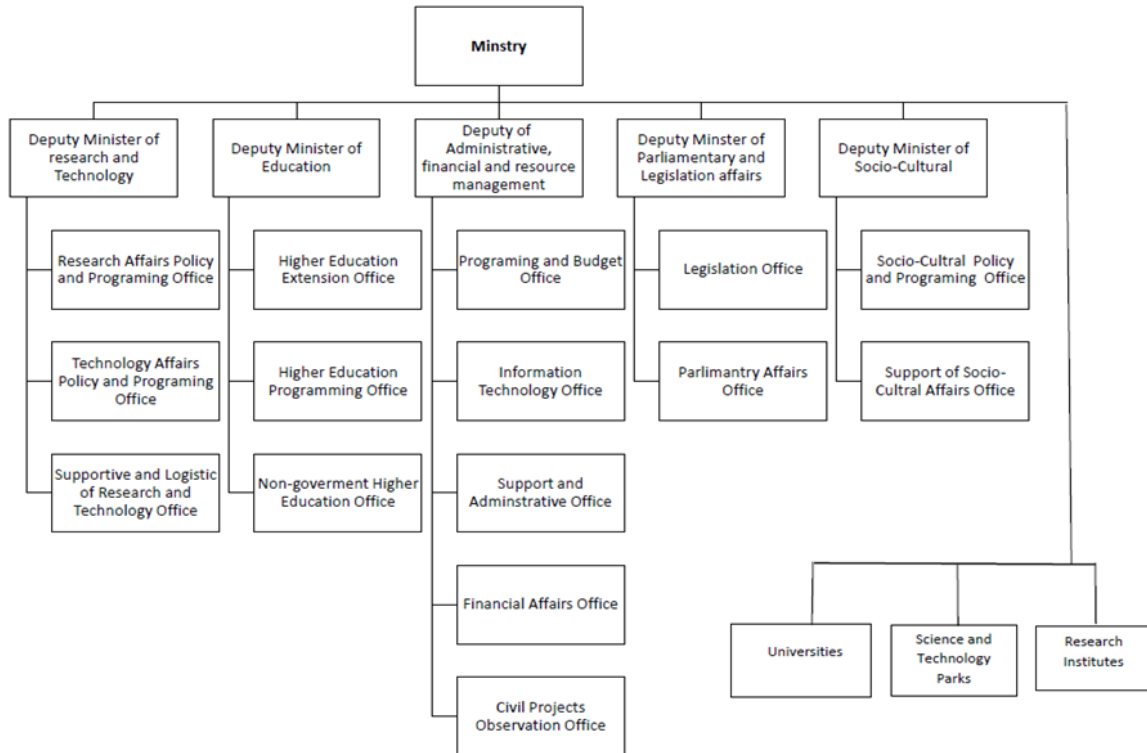 Minstry
Deputy Minister of
research and
Technology
Deputy Minister of
Education
Deputy of
Administrative,
financial and resource
management
Deputy Minster of
Parliamentary and
Legislation affairs
Deputy Minister of
Socio-Cultural
Research Affairs Policy
and Programing Office
Higher Education
Extension Office
Programing and Budget
Office
Legislation Office
Socio-Cultral Policy
and Programing Office
Technology Affairs
Policy and Programing
Office
Higher Education
Programming Office
Information
Technology Office
Parlimantry Affairs
Office
Support of Socio-
Cultral Affairs Office
Supportive and Logistic
of Research and
Technology Office
Non-goverment Higher
Education Office
Support and
Adminstrative Office
Financial Affairs Office
Universities
Science and
Technology
Parks
Research
Institutes
Civil Projects
Observation Office